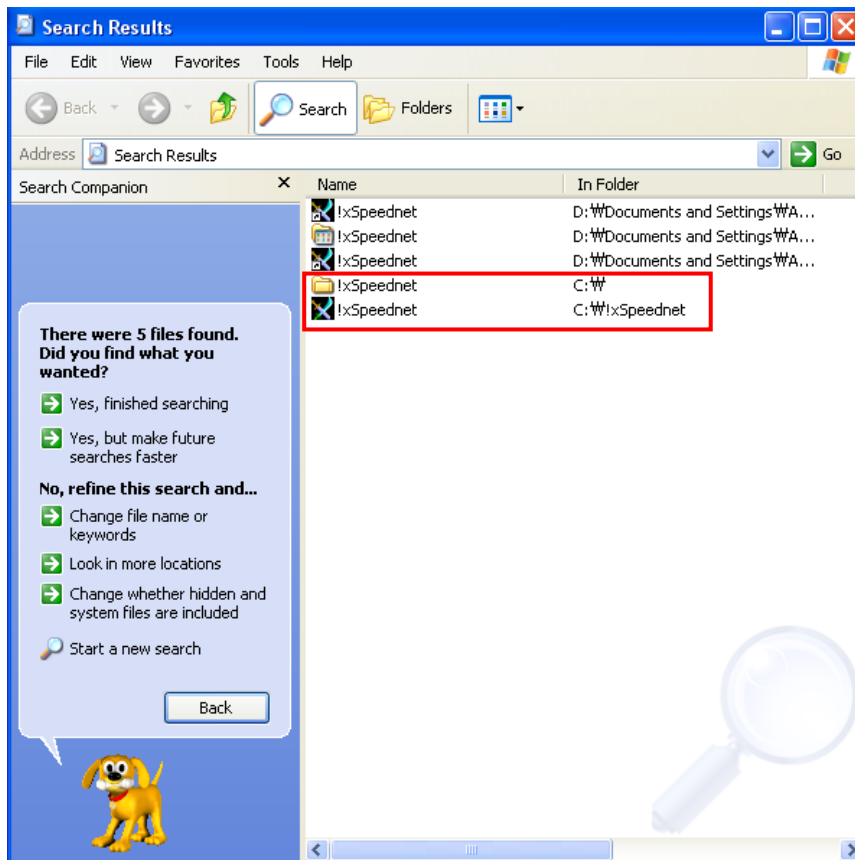 Search Results
File Edit View Favorites Tools Help
Back Search Folders
Address Search Results Go
Search Companion
Name In Folder
!xSpeednet D:₩Documents and Settings₩A...
!xSpeednet D:₩Documents and Settings₩A...
!xSpeednet D:₩Documents and Settings₩A...
!xSpeednet C:₩
!xSpeednet C:₩!xSpeednet
There were 5 files found.
Did you find what you
wanted?
Yes, finished searching
Yes, but make future
searches faster
No, refine this search and...
Change file name or
keywords
Look in more locations
Change whether hidden and
system files are included
Start a new search
Back